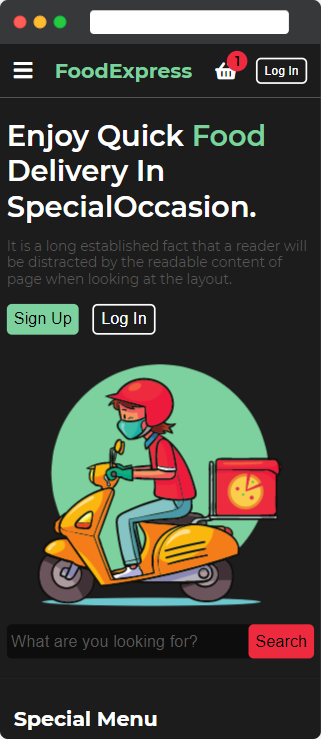 FoodExpress
1
Log In
Enjoy Quick Food
Delivery In
SpecialOccasion.
It is a long established fact that a reader will
be distracted by the readable content of
page when looking at the layout.
Sign Up
Log In
What are you looking for?
Search
Special Menu